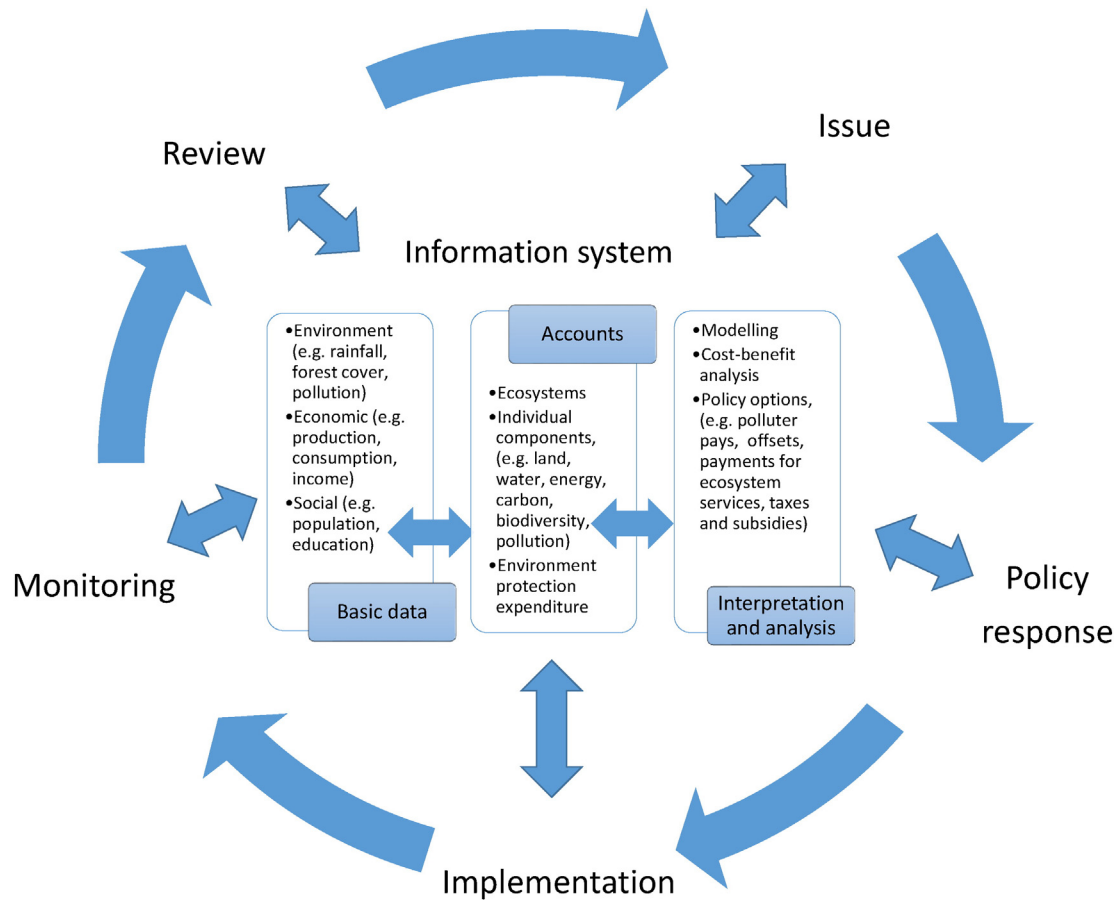 Review
Issue
Information system
•Environment
(e.g. rainfall,
forest cover,
pollution)
•Economic (e.g.
production,
consumption,
income)
•Social (e.g.
population,
education)
Basic data
Accounts
•Ecosystems
•Individual
components,
(e.g. land,
water, energy,
carbon,
biodiversity,
pollution)
•Environment
protection
expenditure
•Modelling
•Cost-benefit
analysis
•Policy options,
(e.g. polluter
pays, offsets,
payments for
ecosystem
services, taxes
and subsidies)
Interpretation
and analysis
Monitoring
Policy
response
Implementation